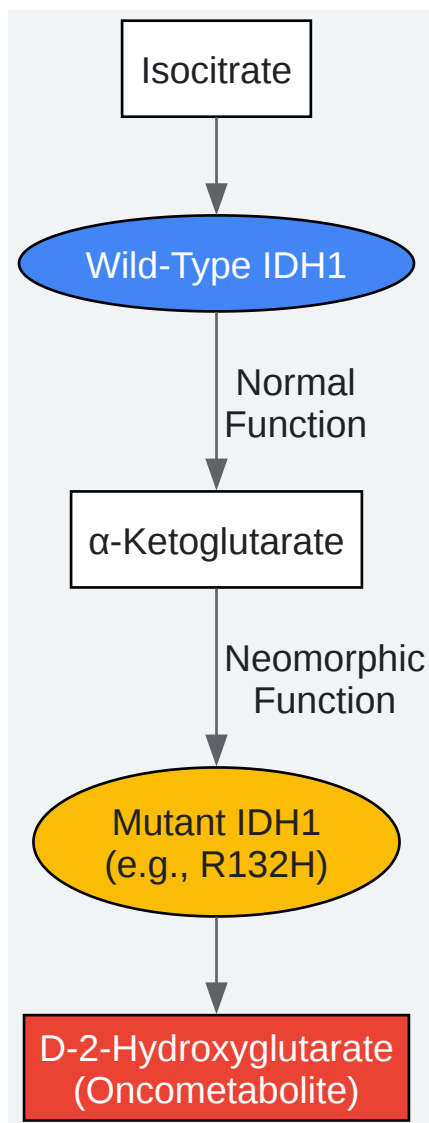 Isocitrate
Wild-Type IDH1
Normal
Function
α-Ketoglutarate
Neomorphic
Function
Mutant IDH1
(e.g., R132H)
D-2-Hydroxyglutarate
(Oncometabolite)